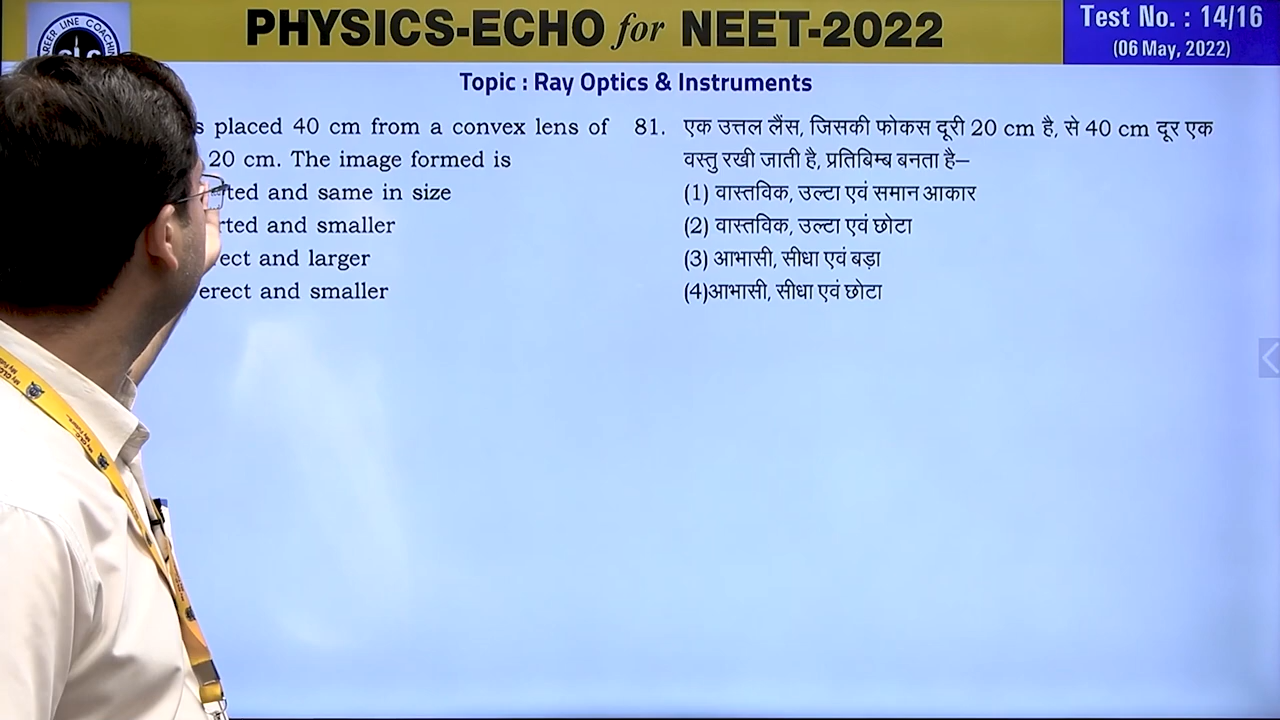 PHYSICS-ECHO for NEET-2022
Test No. : 14/16
(06 May, 2022)
Topic : Ray Optics & Instruments
placed 40 cm from a convex lens of
20 cm. The image formed is
and same in size
and smaller
and larger
erect and smaller
81. एक उत्तल लैंस, जिसकी फोकस दूरी 20 cm है, से 40 cm दूर एक
वस्तु रखी जाती है, प्रतिबिम्ब बनता है–
(1) वास्तविक, उल्टा एवं समान आकार
(2) वास्तविक, उल्टा एवं छोटा
(3) आभासी, सीधा एवं बड़ा
(4)आभासी, सीधा एवं छोटा